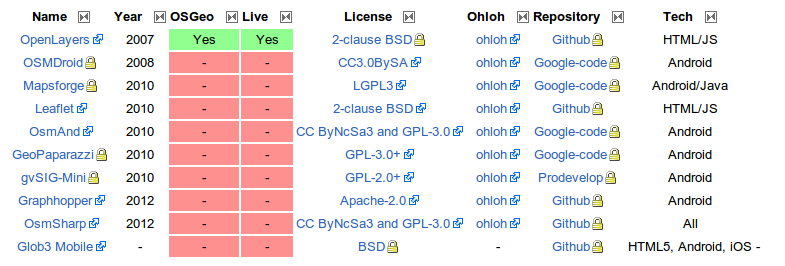 Name Year OSGeo Live License Ohloh Repository Tech
OpenLayers 2007 Yes Yes 2-clause BSD ohloh Github HTML/JS
OSMDroid 2008 - - CC3.0BySA ohloh Google-code Android
Mapsforge 2010 - - LGPL3 ohloh Google-code Android/Java
Leaflet 2010 - - 2-clause BSD ohloh Github HTML/JS
OsmAnd 2010 - - CC ByNcSa3 and GPL-3.0 ohloh Google-code Android
GeoPaparazzi 2010 - - GPL-3.0+ ohloh Google-code Android
gvSIG-Mini 2010 - - GPL-2.0+ ohloh Prodevelop Android
Graphhopper 2012 - - Apache-2.0 ohloh Github Android
OsmSharp 2012 - - CC ByNcSa3 and GPL-3.0 ohloh Github All
Glob3 Mobile - - - BSD - Github HTML5, Android, iOS -